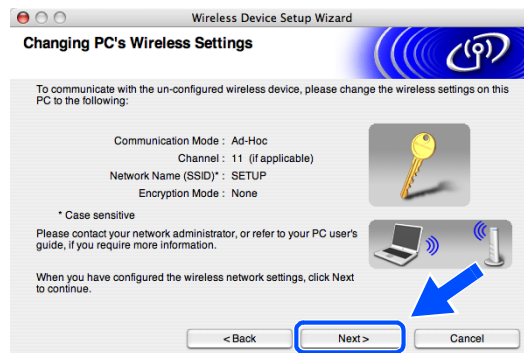 Wireless Device Setup Wizard
Changing PC's Wireless Settings
To communicate with the un-configured wireless device, please change the wireless settings on this
PC to the following:
Communication Mode : Ad-Hoc
Channel : 11 (if applicable)
Network Name (SSID)* : SETUP
Encryption Mode : None
* Case sensitive
Please contact your network administrator, or refer to your PC user's
guide, if you require more information.
When you have configured the wireless network settings, click Next
to continue.
< Back Next > Cancel